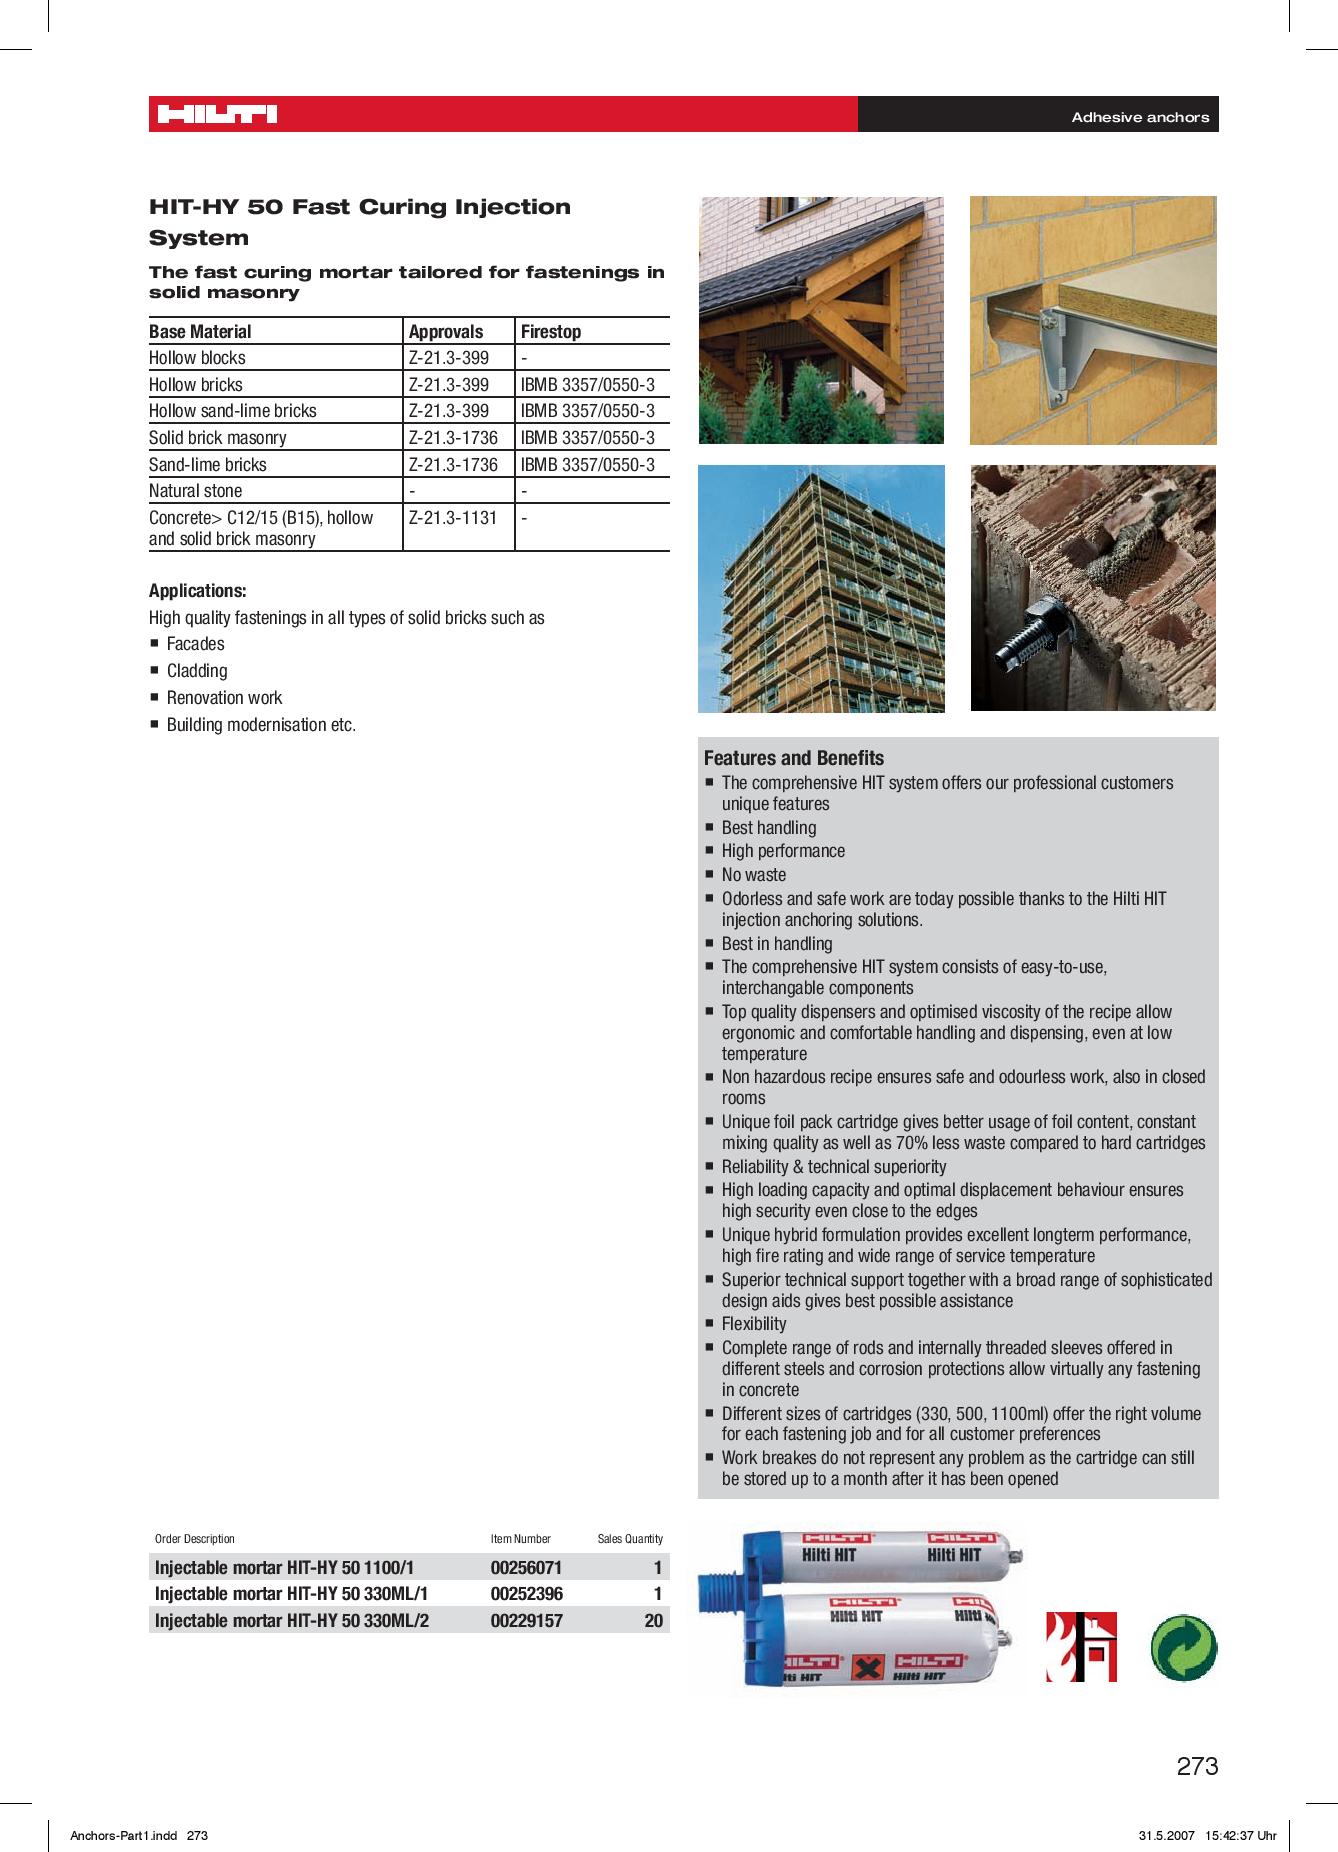 HILTI
Adhesive anchors
HIT-HY 50 Fast Curing Injection
System
The fast curing mortar tailored for fastenings in
solid masonry
Base Material Approvals Firestop
Hollow blocks Z-21.3-399 -
Hollow bricks Z-21.3-399 IBMB 3357/0550-3
Hollow sand-lime bricks Z-21.3-399 IBMB 3357/0550-3
Solid brick masonry Z-21.3-1736 IBMB 3357/0550-3
Sand-lime bricks Z-21.3-1736 IBMB 3357/0550-3
Natural stone - -
Concrete> C12/15 (B15), hollow Z-21.3-1131 -
and solid brick masonry
Applications:
High quality fastenings in all types of solid bricks such as
▪ Facades
▪ Cladding
▪ Renovation work
▪ Building modernisation etc.
Features and Benefits
▪ The comprehensive HIT system offers our professional customers
unique features
▪ Best handling
▪ High performance
▪ No waste
▪ Odorless and safe work are today possible thanks to the Hilti HIT
injection anchoring solutions.
▪ Best in handling
▪ The comprehensive HIT system consists of easy-to-use,
interchangable components
▪ Top quality dispensers and optimised viscosity of the recipe allow
ergonomic and comfortable handling and dispensing, even at low
temperature
▪ Non hazardous recipe ensures safe and odourless work, also in closed
rooms
▪ Unique foil pack cartridge gives better usage of foil content, constant
mixing quality as well as 70% less waste compared to hard cartridges
▪ Reliability & technical superiority
▪ High loading capacity and optimal displacement behaviour ensures
high security even close to the edges
▪ Unique hybrid formulation provides excellent longterm performance,
high fire rating and wide range of service temperature
▪ Superior technical support together with a broad range of sophisticated
design aids gives best possible assistance
▪ Flexibility
▪ Complete range of rods and internally threaded sleeves offered in
different steels and corrosion protections allow virtually any fastening
in concrete
▪ Different sizes of cartridges (330, 500, 1100ml) offer the right volume
for each fastening job and for all customer preferences
▪ Work breakes do not represent any problem as the cartridge can still
be stored up to a month after it has been opened
Order Description Item Number Sales Quantity
Injectable mortar HIT-HY 50 1100/1 00256071 1
Injectable mortar HIT-HY 50 330ML/1 00252396 1
Injectable mortar HIT-HY 50 330ML/2 00229157 20
HILTI HILTI
Hilti HIT Hilti HIT
HILTI HIL
Hilti HIT Hilti H
HILTI HILTI
lti HIT Hilti HIT
273
Anchors-Part1.indd 273
31.5.2007 15:42:37 Uhr